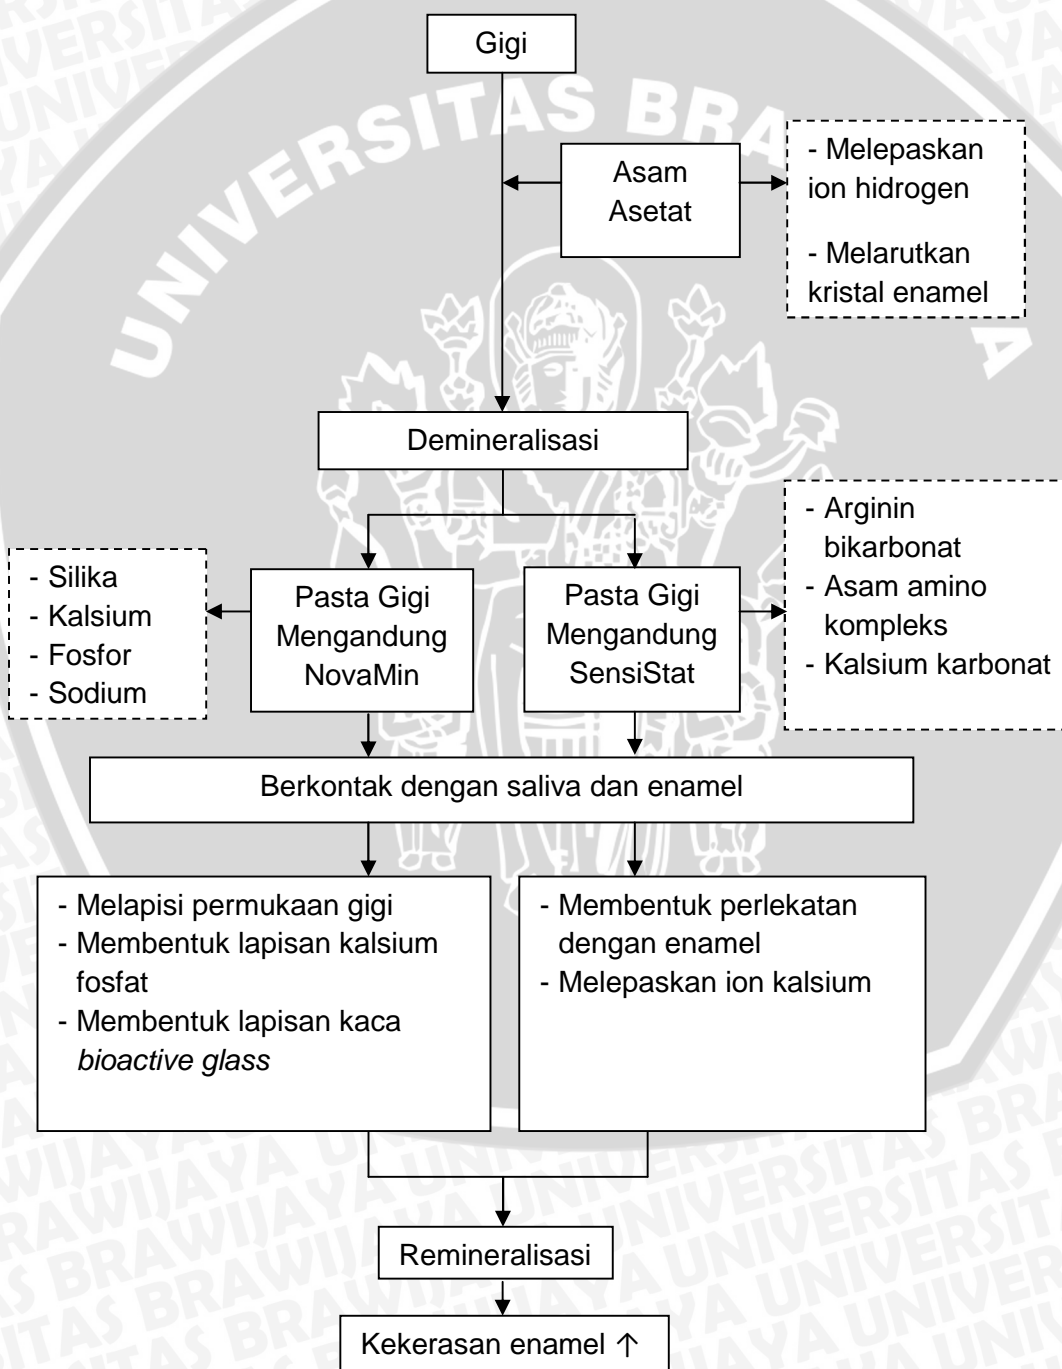 Gigi
UNIVERSITAS BRA
A
Asam
Asetat
- Melepaskan
ion hidrogen
- Melarutkan
kristal enamel
Demineralisasi
- Silika
- Kalsium
- Fosfor
- Sodium
Pasta Gigi
Mengandung
NovaMin
Pasta Gigi
Mengandung
SensiStat
- Arginin
bikarbonat
- Asam amino
kompleks
- Kalsium karbonat
Berkontak dengan saliva dan enamel
- Melapisi permukaan gigi
- Membentuk lapisan kalsium
fosfat
- Membentuk lapisan kaca
bioactive glass
- Membentuk perlekatan
dengan enamel
- Melepaskan ion kalsium
Remineralisasi
Kekerasan enamel ↑